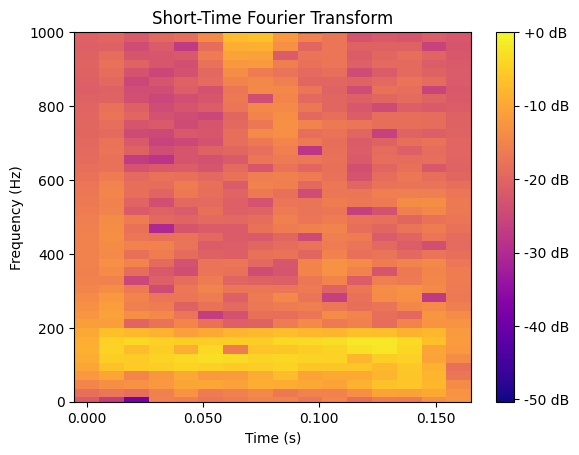 Short-Time Fourier Transform
1000
800
600
400
200
0
Frequency (Hz)
0.000
0.050
0.100
0.150
Time (s)
+0 dB
-10 dB
-20 dB
-30 dB
-40 dB
-50 dB